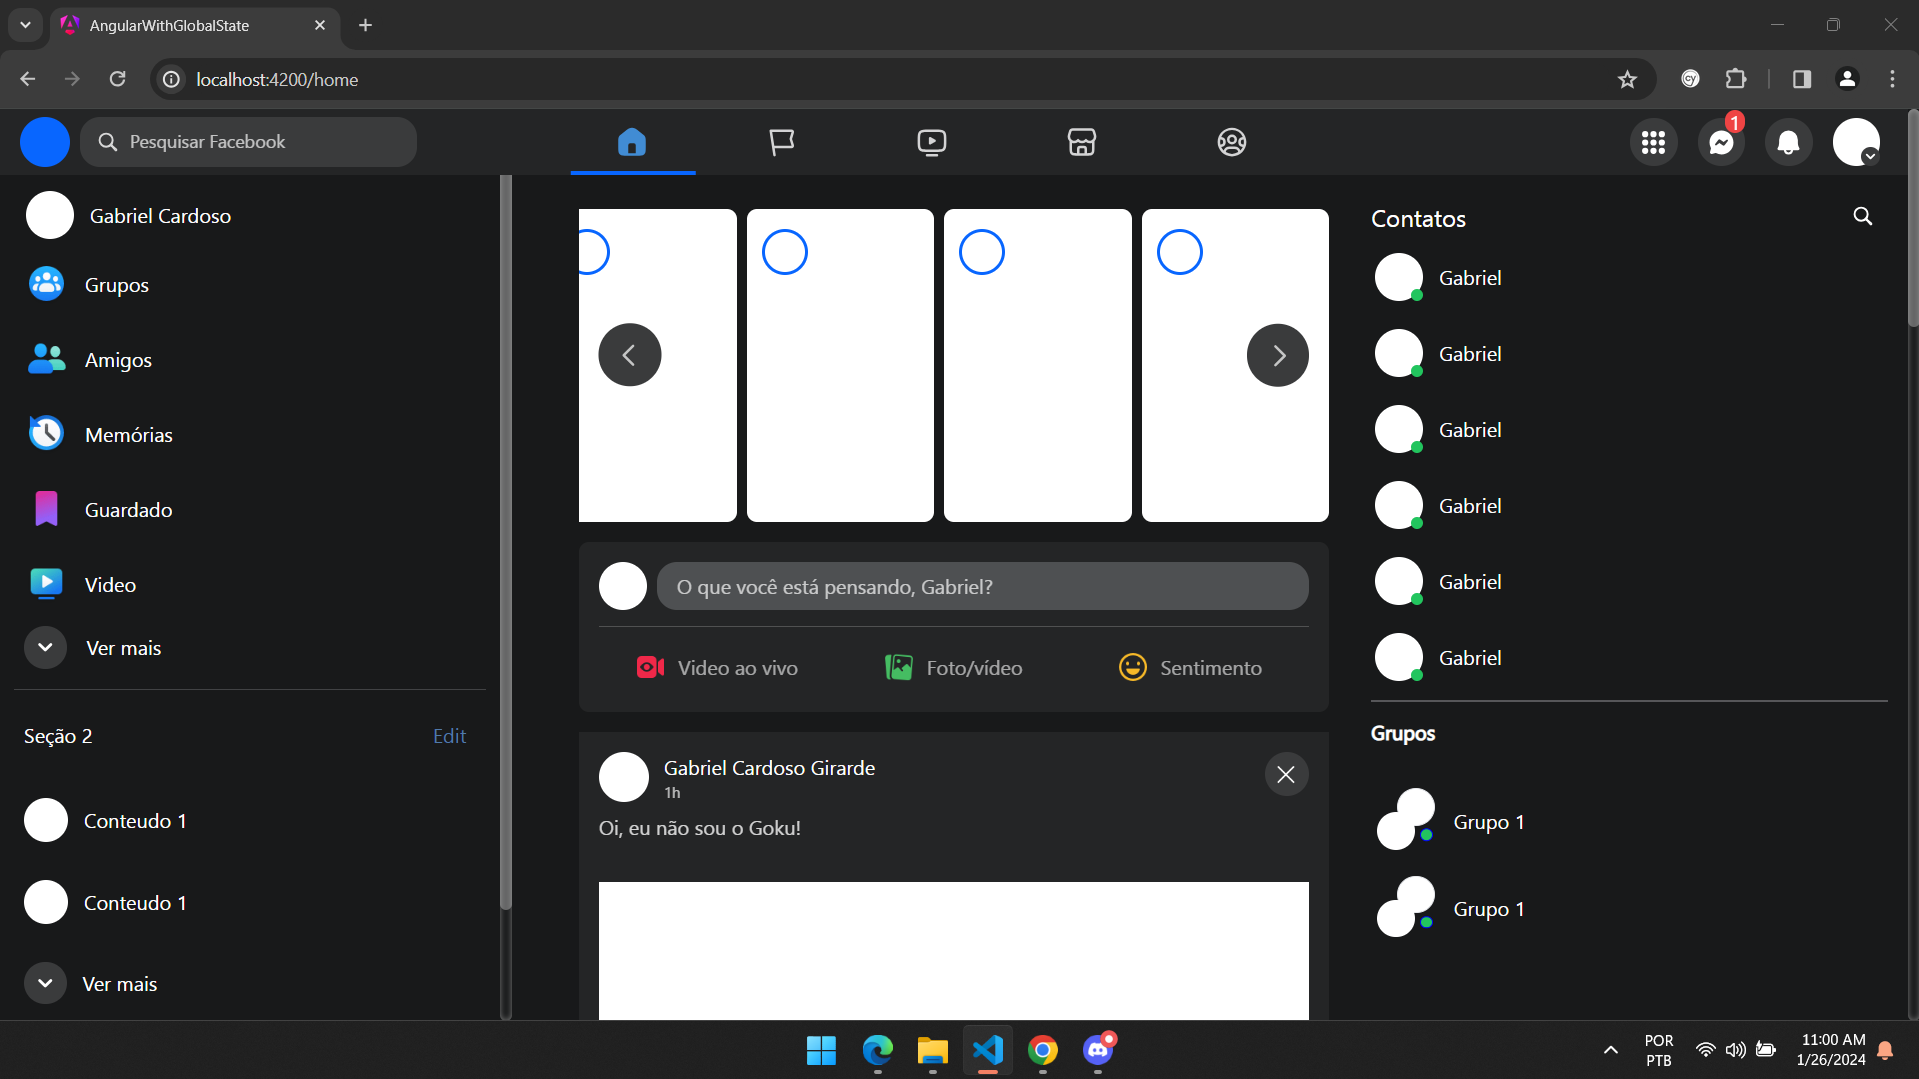 AngularWithGlobalState
localhost:4200/home
cy
Pesquisar Facebook
1
Gabriel Cardoso
Grupos
Amigos
Memórias
Guardado
Video
Ver mais
Seção 2
Edit
Conteudo 1
Conteudo 1
Ver mais
O que você está pensando, Gabriel?
Video ao vivo
Foto/vídeo
Sentimento
Gabriel Cardoso Girarde
1h
Oi, eu não sou o Goku!
Contatos
Gabriel
Gabriel
Gabriel
Gabriel
Gabriel
Gabriel
Grupos
Grupo 1
Grupo 1
POR
PTB
11:00 AM
1/26/2024